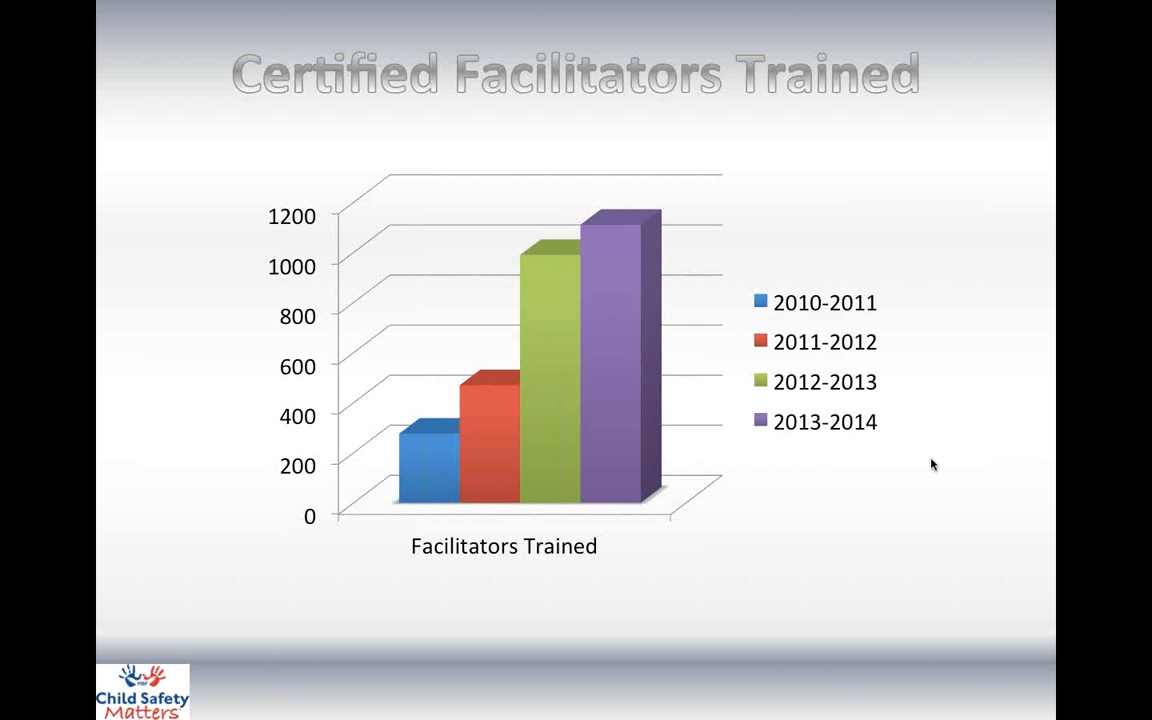 Certified Facilitators Trained
1200
1000
800
600
400
200
0
Facilitators Trained
2010-2011
2011-2012
2012-2013
2013-2014
Child Safety
Matters